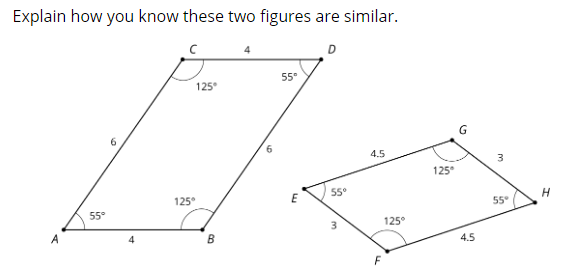 Explain how you know these two figures are similar.
C 4 D
55°
125°
6
6
125°
55°
A 4 B
G
4.5
3
125°
E 55°
55° H
3
125°
4.5
F